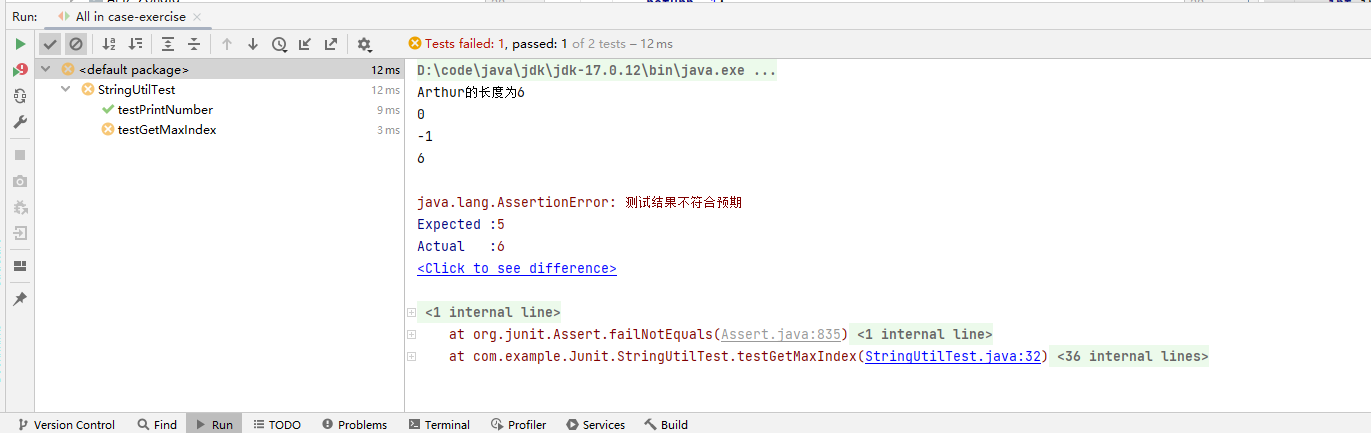 Run: All in case-exercise
Tests failed: 1, passed: 1 of 2 tests – 12 ms
<default package> 12 ms
StringUtilTest 12 ms
testPrintNumber 9 ms
testGetMaxIndex 3 ms
D:\code\java\jdk\jdk-17.0.12\bin\java.exe ...
Arthur的长度为6
0
-1
6
java.lang.AssertionError: 测试结果不符合预期
Expected :5
Actual   :6
<Click to see difference>
<1 internal line>
at org.junit.Assert.failNotEquals(Assert.java:835) <1 internal line>
at com.example.Junit.StringUtilTest.testGetMaxIndex(StringUtilTest.java:32) <36 internal lines>
Version Control Find Run TODO Problems Terminal Profiler Services Build